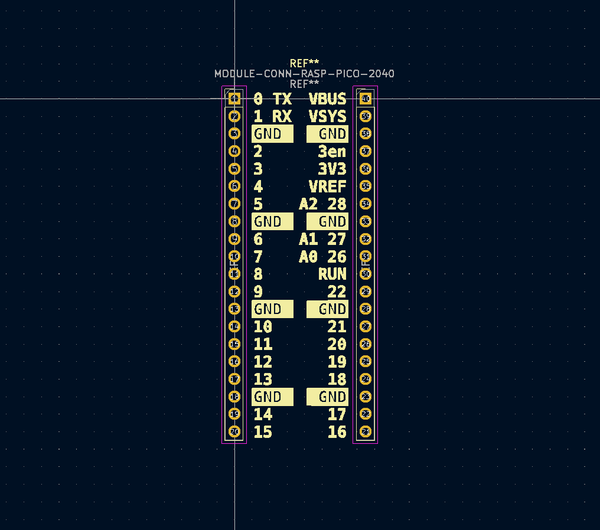 REF**
MODULE-CONN-RASP-PICO-2040
REF**
0 TX VBUS
1 RX VSYS
GND GND
2 3en
3 3V3
4 VREF
5 A2 28
GND GND
6 A1 27
7 A0 26
8 RUN
9 22
GND GND
10 21
11 20
12 19
13 18
GND GND
14 17
15 16